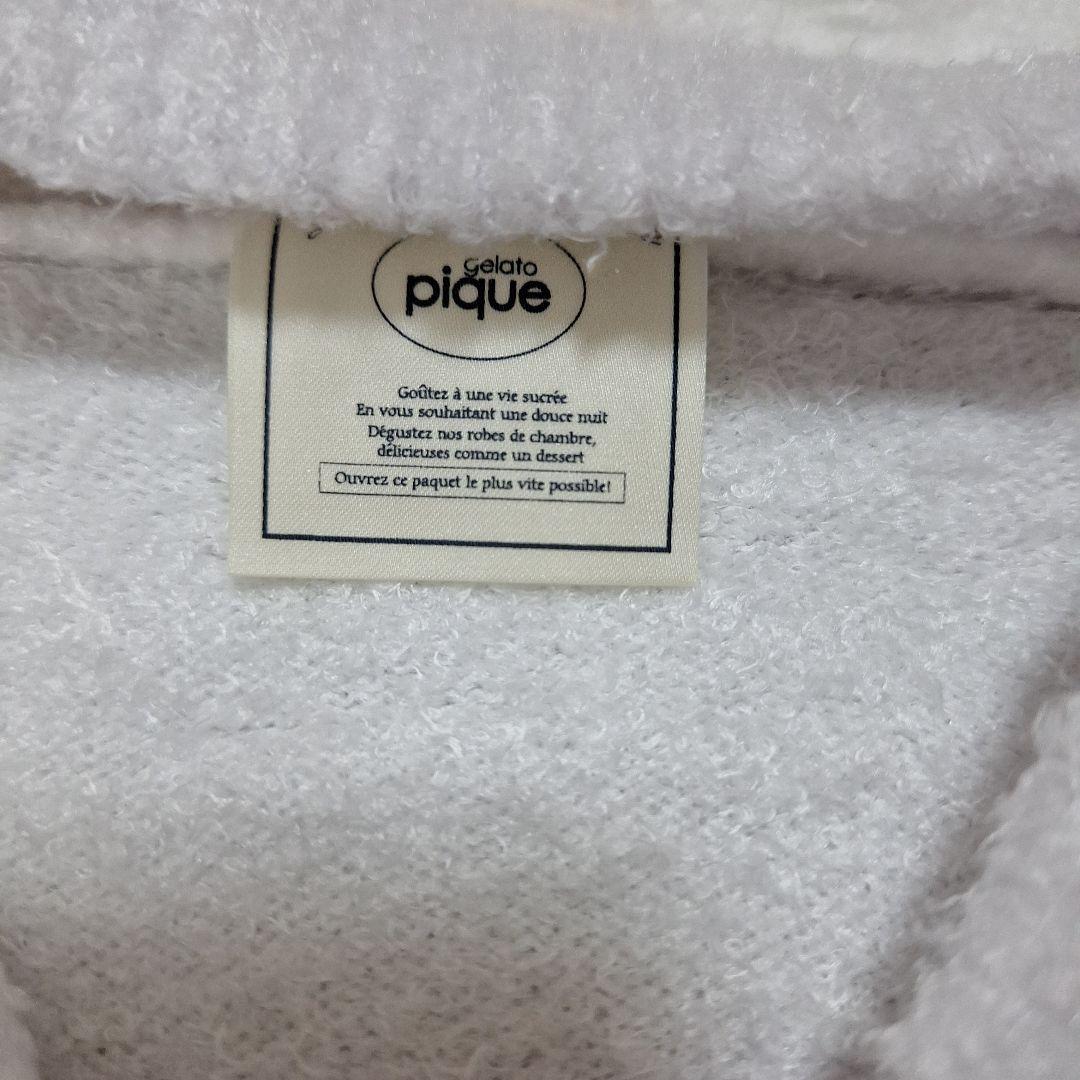 gelato
pique
Goûtez à une vie sucrée
En vous souhaitant une douce nuit
Dégustez nos robes de chambre,
délicieuses comme un dessert
Ouvrez ce paquet le plus vite possible!